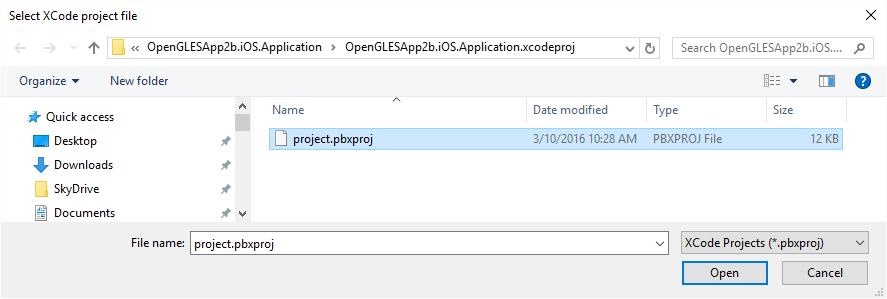 Select XCode project file
« OpenGLESApp2b.iOS.Application > OpenGLESApp2b.iOS.Application.xcodeproj Search OpenGLESApp2b.iOS....
Organize New folder ?
Name Date modified Type Size
Quick access
project.pbxproj 3/10/2016 10:28 AM PBXPROJ File 12 KB
Desktop
Downloads
SkyDrive
Documents
File name: project.pbxproj XCode Projects (*.pbxproj)
Open Cancel